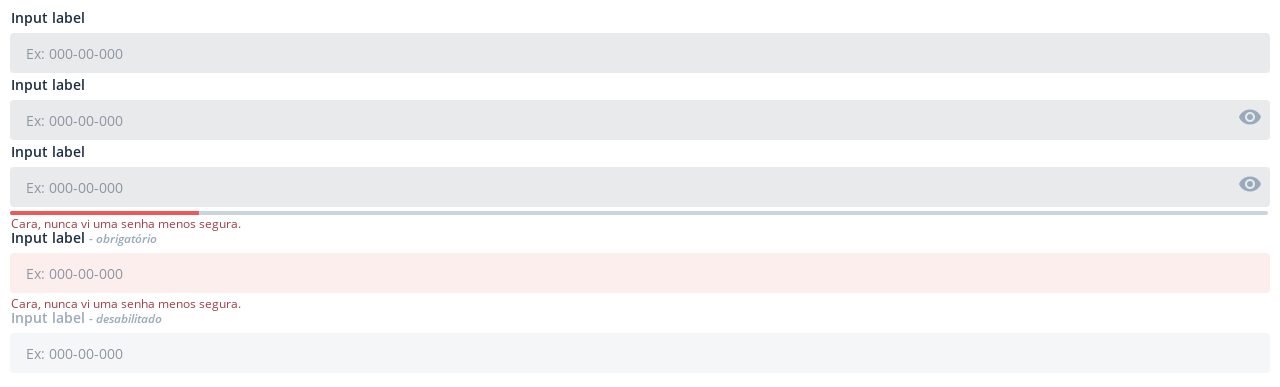 Input label
Ex: 000-00-000
Input label
Ex: 000-00-000
Input label
Ex: 000-00-000
Cara, nunca vi uma senha menos segura.
Input label - obrigatório
Ex: 000-00-000
Cara, nunca vi uma senha menos segura.
Input label - desabilitado
Ex: 000-00-000